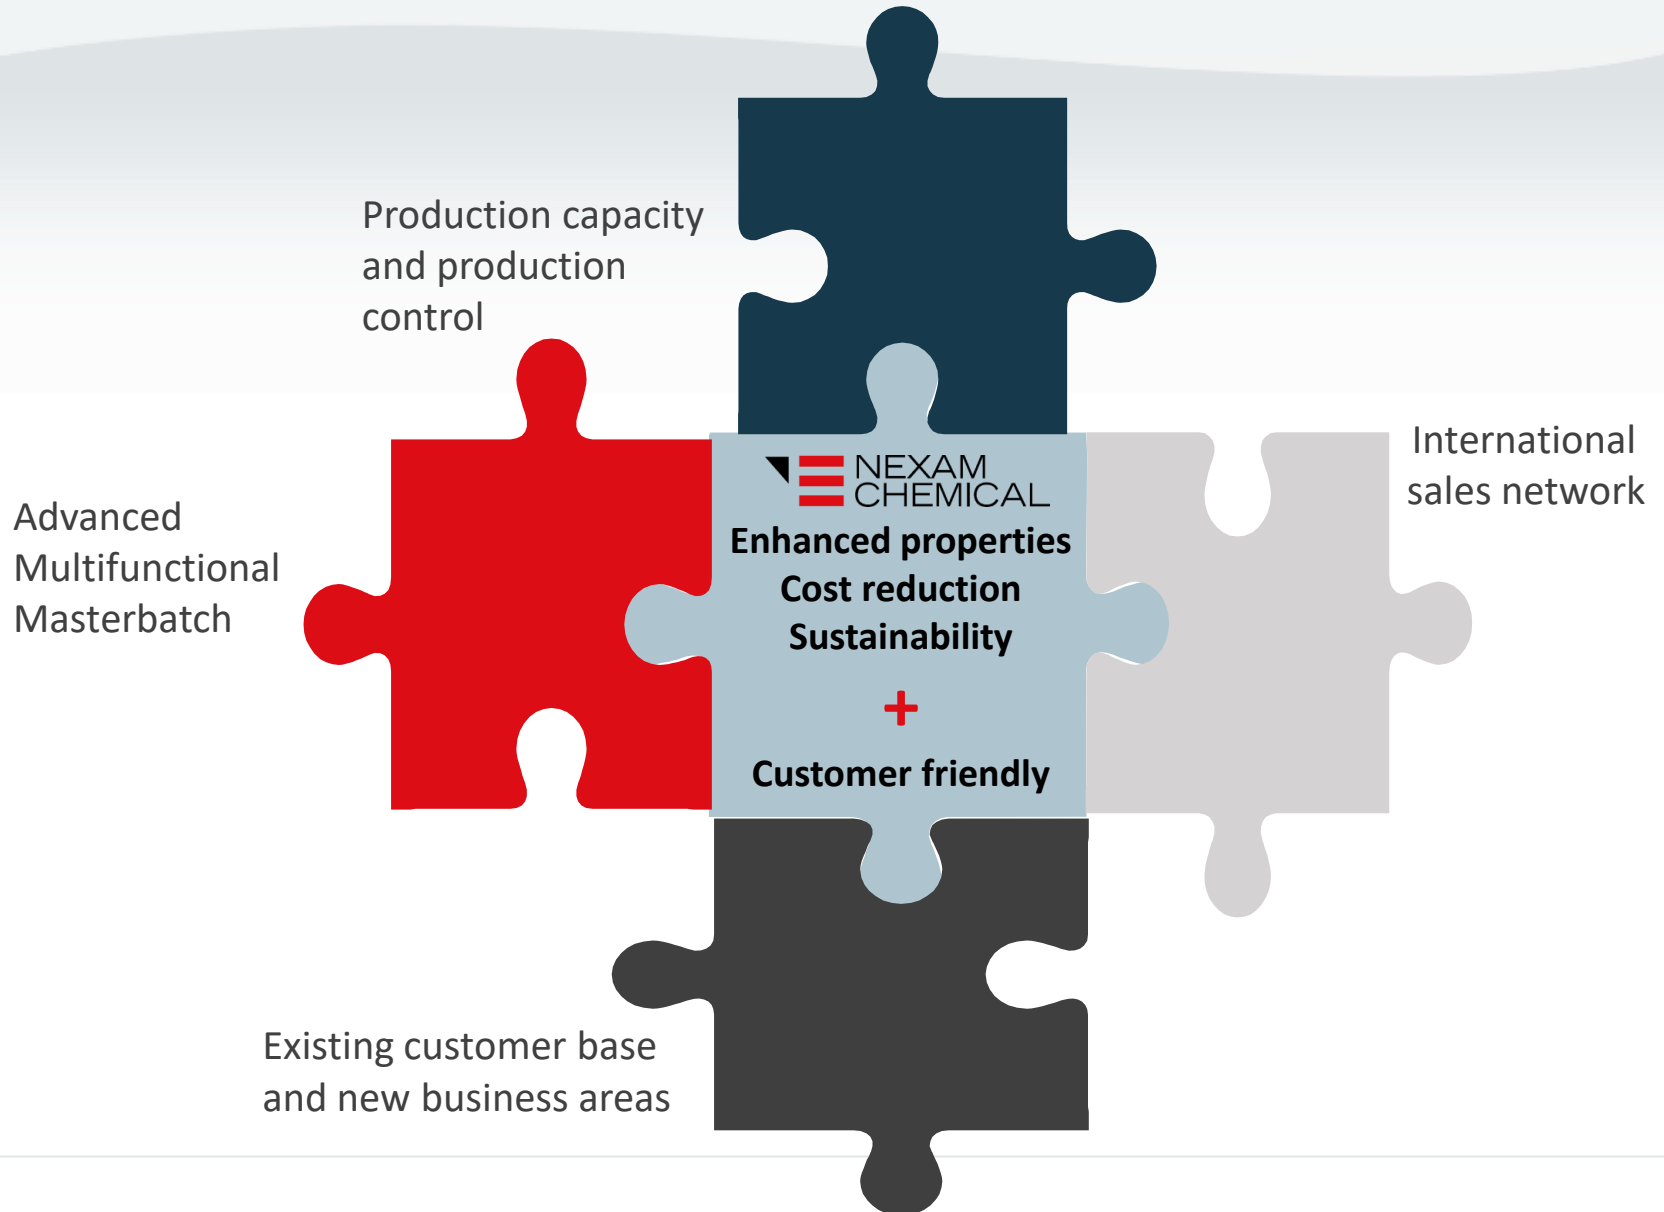 Production capacity
and production
control
International
sales network
Advanced
Multifunctional
Masterbatch
NEXAM
CHEMICAL
Enhanced properties
Cost reduction
Sustainability
+
Customer friendly
Existing customer base
and new business areas